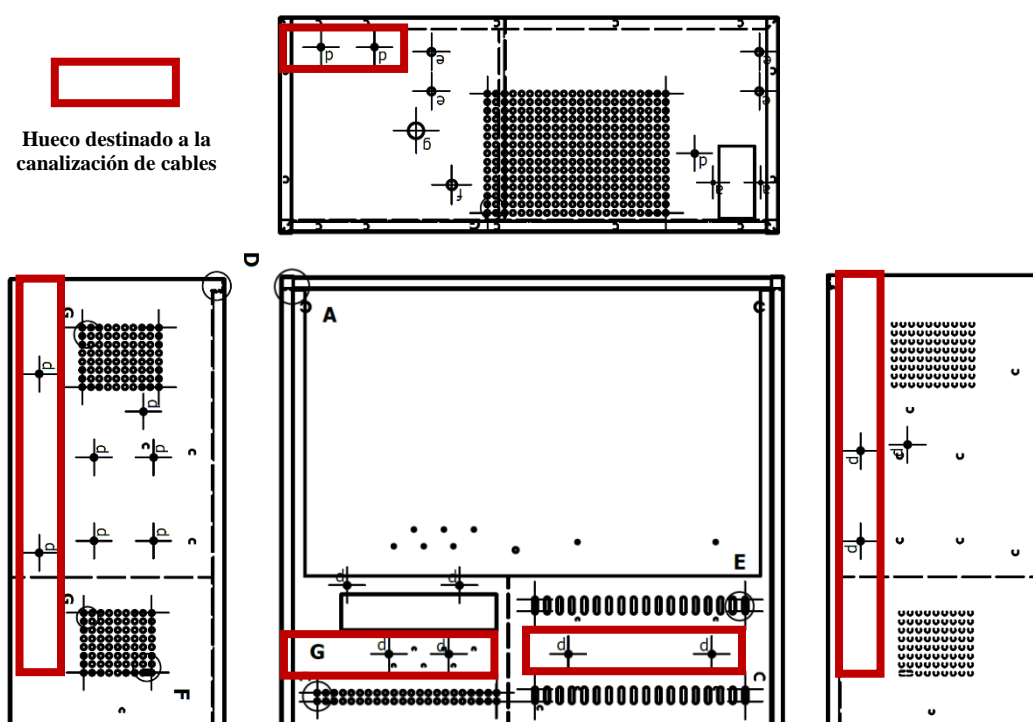 d d e e
e e
Hueco destinado a la
canalización de cables
g
d
f a a
D
G A
d
d
d d d d
d d d d
d
E
d d
G
d d d d
G
C
F